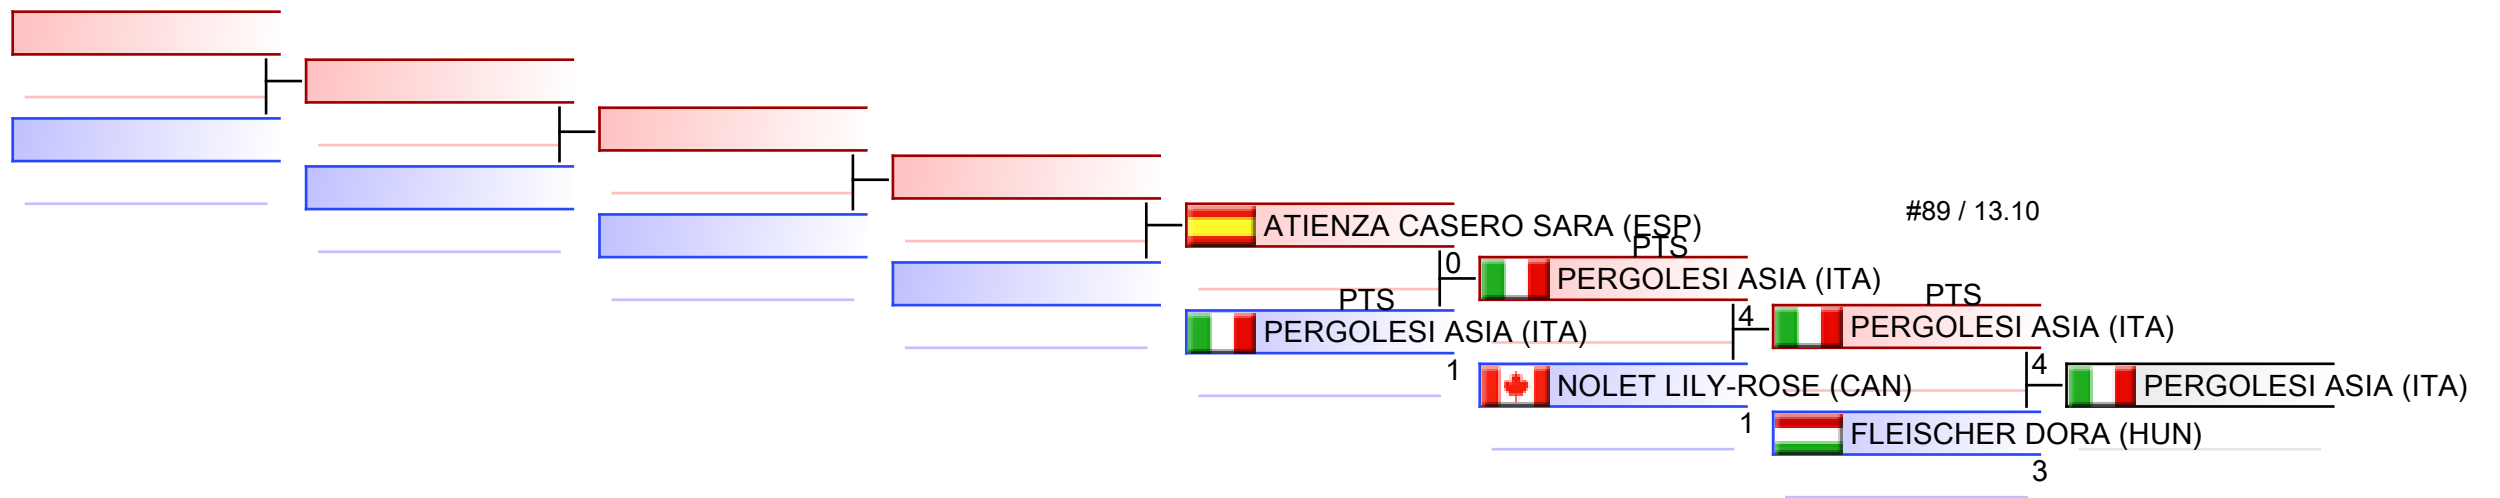 #89 / 13.10
ATIENZA CASERO SARA (ESP)
PTS
0
PERGOLESI ASIA (ITA)
PTS
PTS
4
PERGOLESI ASIA (ITA)
PERGOLESI ASIA (ITA)
1
4
NOLET LILY-ROSE (CAN)
PERGOLESI ASIA (ITA)
1
FLEISCHER DORA (HUN)
3